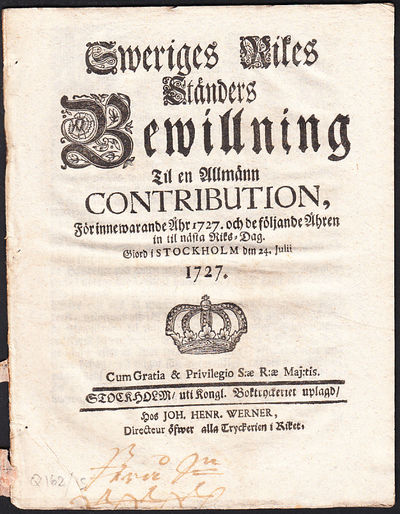 Sweriges Rikes
Ständers
Bewillning
Til en Allmänn
CONTRIBUTION,
För innewarande Åhr 1727. och de följande Åhren
in til nästa Riks-Dag.
Giord i STOCKHOLM den 24. Julii
1727.
Cum Gratia & Privilegio S:æ R:æ Maj:tis.
STOCKHOLM/ uti Kongl. Boktryckeriet uplagd/
Hos JOH. HENR. WERNER,
Directeur öfwer alla Tryckerien i Riket.
Q162